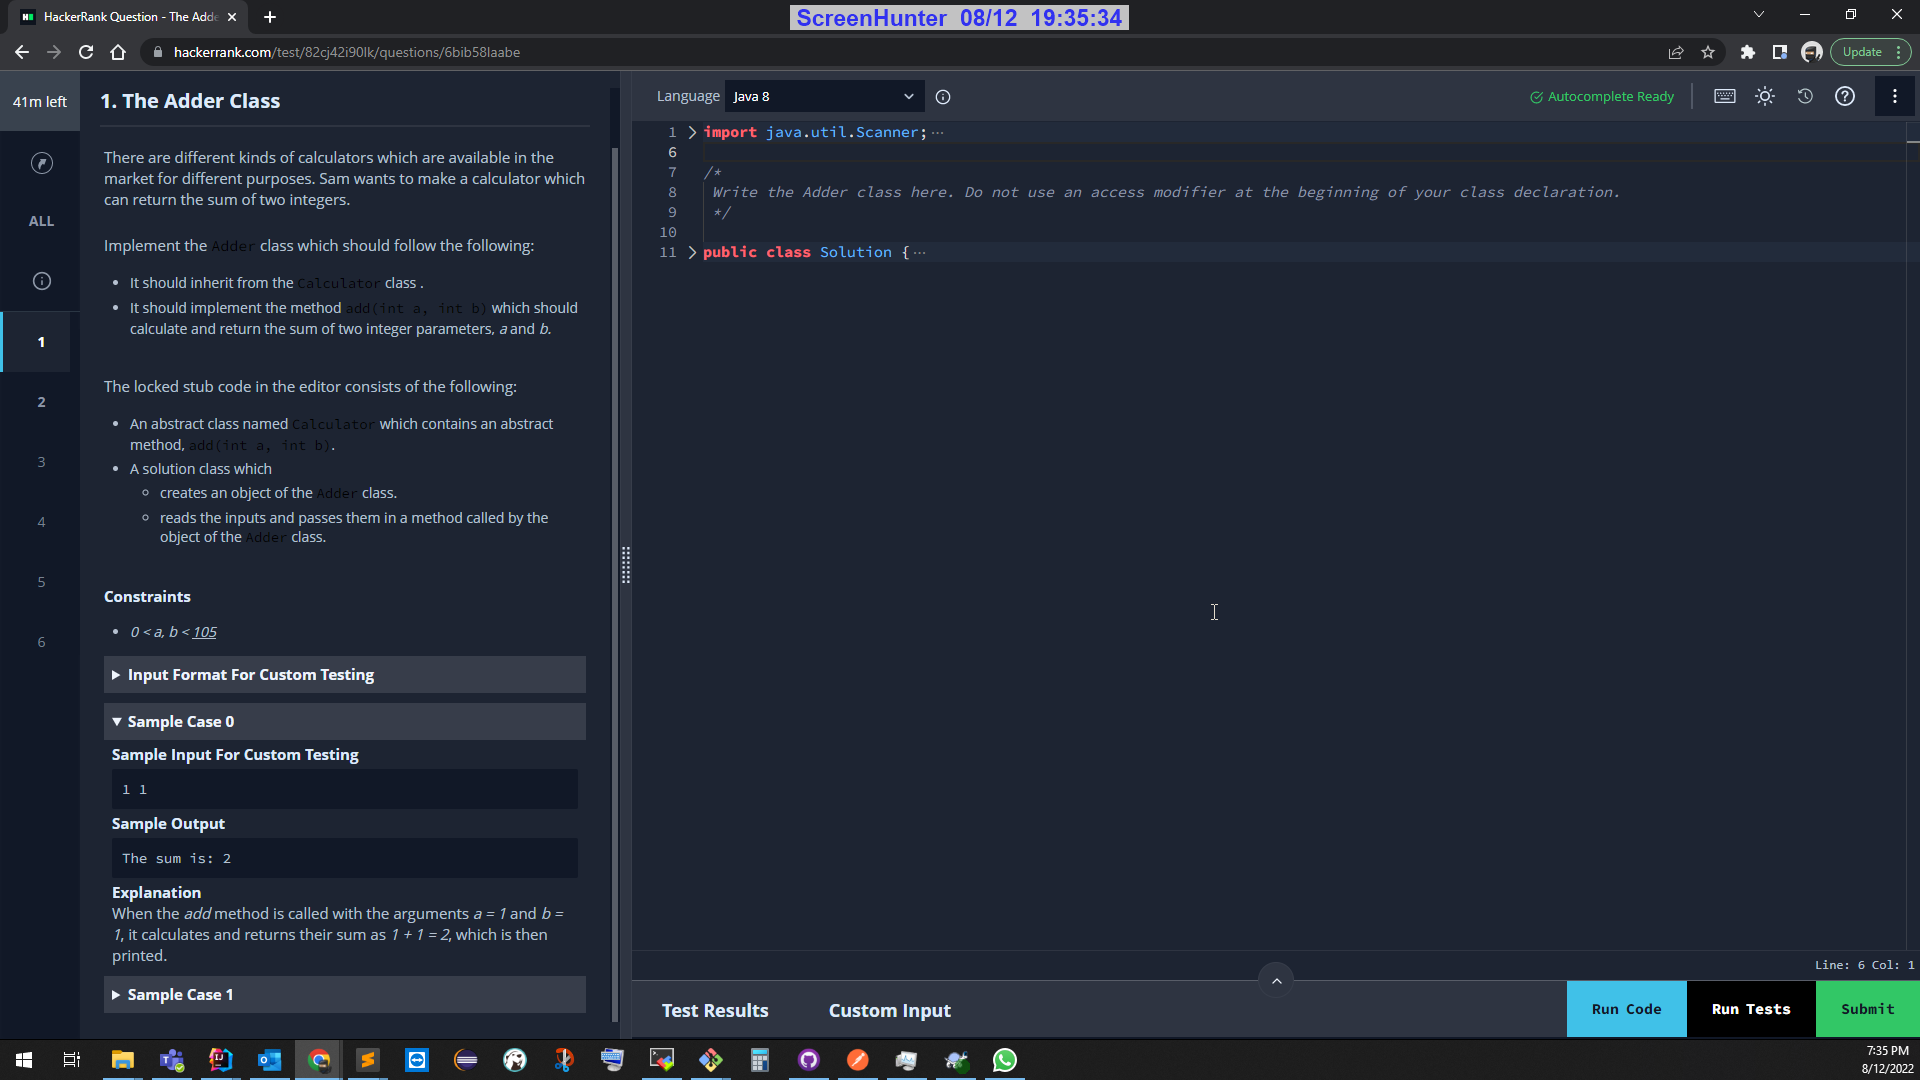 HackerRank Question - The Adde
ScreenHunter 08/12 19:35:34
hackerrank.com/test/82cj42i90lk/questions/6bib58laabe
Update
41m left
ALL
1
2
3
4
5
6
1. The Adder Class
There are different kinds of calculators which are available in the
market for different purposes. Sam wants to make a calculator which
can return the sum of two integers.
Implement the Adder class which should follow the following:
It should inherit from the Calculator class .
It should implement the method add(int a, int b) which should
calculate and return the sum of two integer parameters, a and b.
The locked stub code in the editor consists of the following:
An abstract class named Calculator which contains an abstract
method, add(int a, int b).
A solution class which
creates an object of the Adder class.
reads the inputs and passes them in a method called by the
object of the Adder class.
Constraints
0 < a, b < 105
Input Format For Custom Testing
Sample Case 0
Sample Input For Custom Testing
1 1
Sample Output
The sum is: 2
Explanation
When the add method is called with the arguments a = 1 and b =
1, it calculates and returns their sum as 1 + 1 = 2, which is then
printed.
Sample Case 1
Language Java 8
Autocomplete Ready
1 import java.util.Scanner;
6
7 /*
8 Write the Adder class here. Do not use an access modifier at the beginning of your class declaration.
9 */
10
11 public class Solution {
Line: 6 Col: 1
Test Results
Custom Input
Run Code
Run Tests
Submit
7:35 PM
8/12/2022